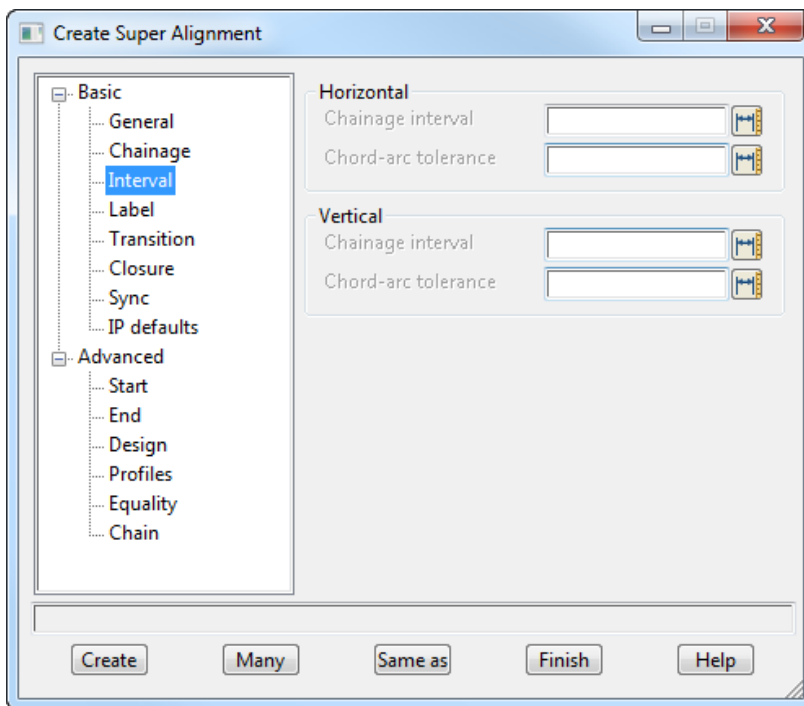 Create Super Alignment
Basic
General
Chainage
Interval
Label
Transition
Closure
Sync
IP defaults
Advanced
Start
End
Design
Profiles
Equality
Chain
Horizontal
Chainage interval
Chord-arc tolerance
Vertical
Chainage interval
Chord-arc tolerance
Create Many Same as Finish Help